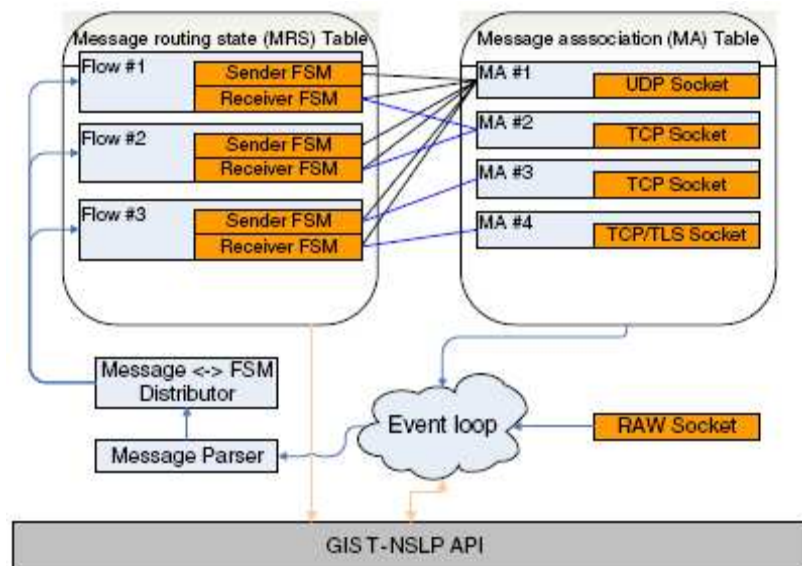 Message routing state (MRS) Table
Flow #1
Sender FSM
Receiver FSM
Flow #2
Sender FSM
Receiver FSM
Flow #3
Sender FSM
Receiver FSM
Message asssociation (MA) Table
MA #1
UDP Socket
MA #2
TCP Socket
MA #3
TCP Socket
MA #4
TCP/TLS Socket
Message <-> FSM
Distributor
Message Parser
Event loop
RAW Socket
GIST-NSLP API